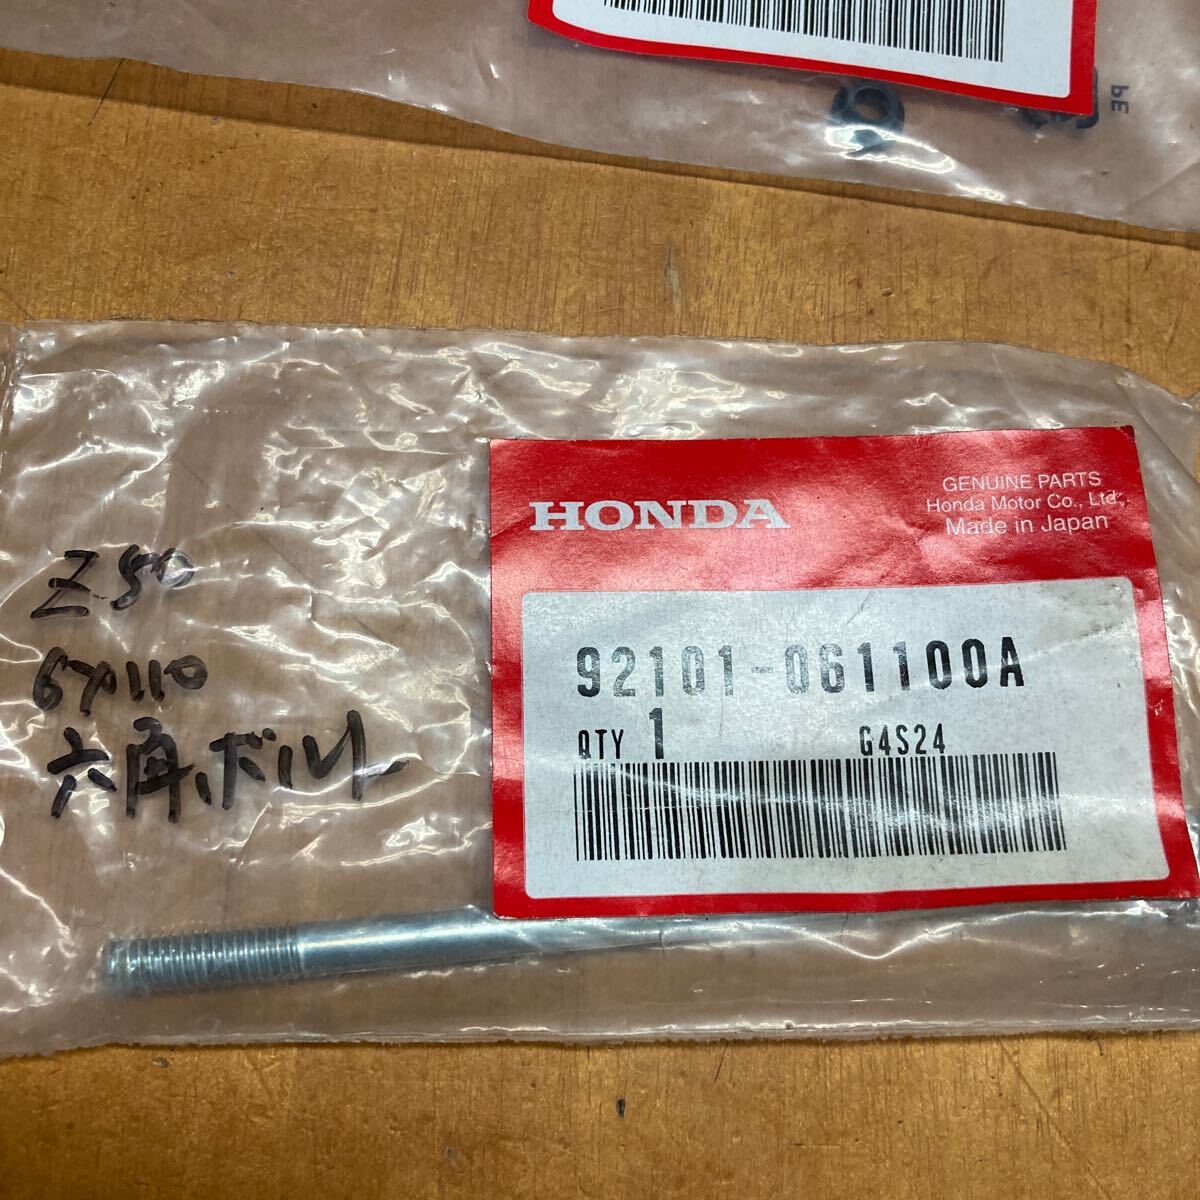 PE
HONDA
GENUINE PARTS
Honda Motor Co., Ltd.
Made in Japan
92101-061100A
QTY 1
G4S24
Z50
6×110
六角ボルト